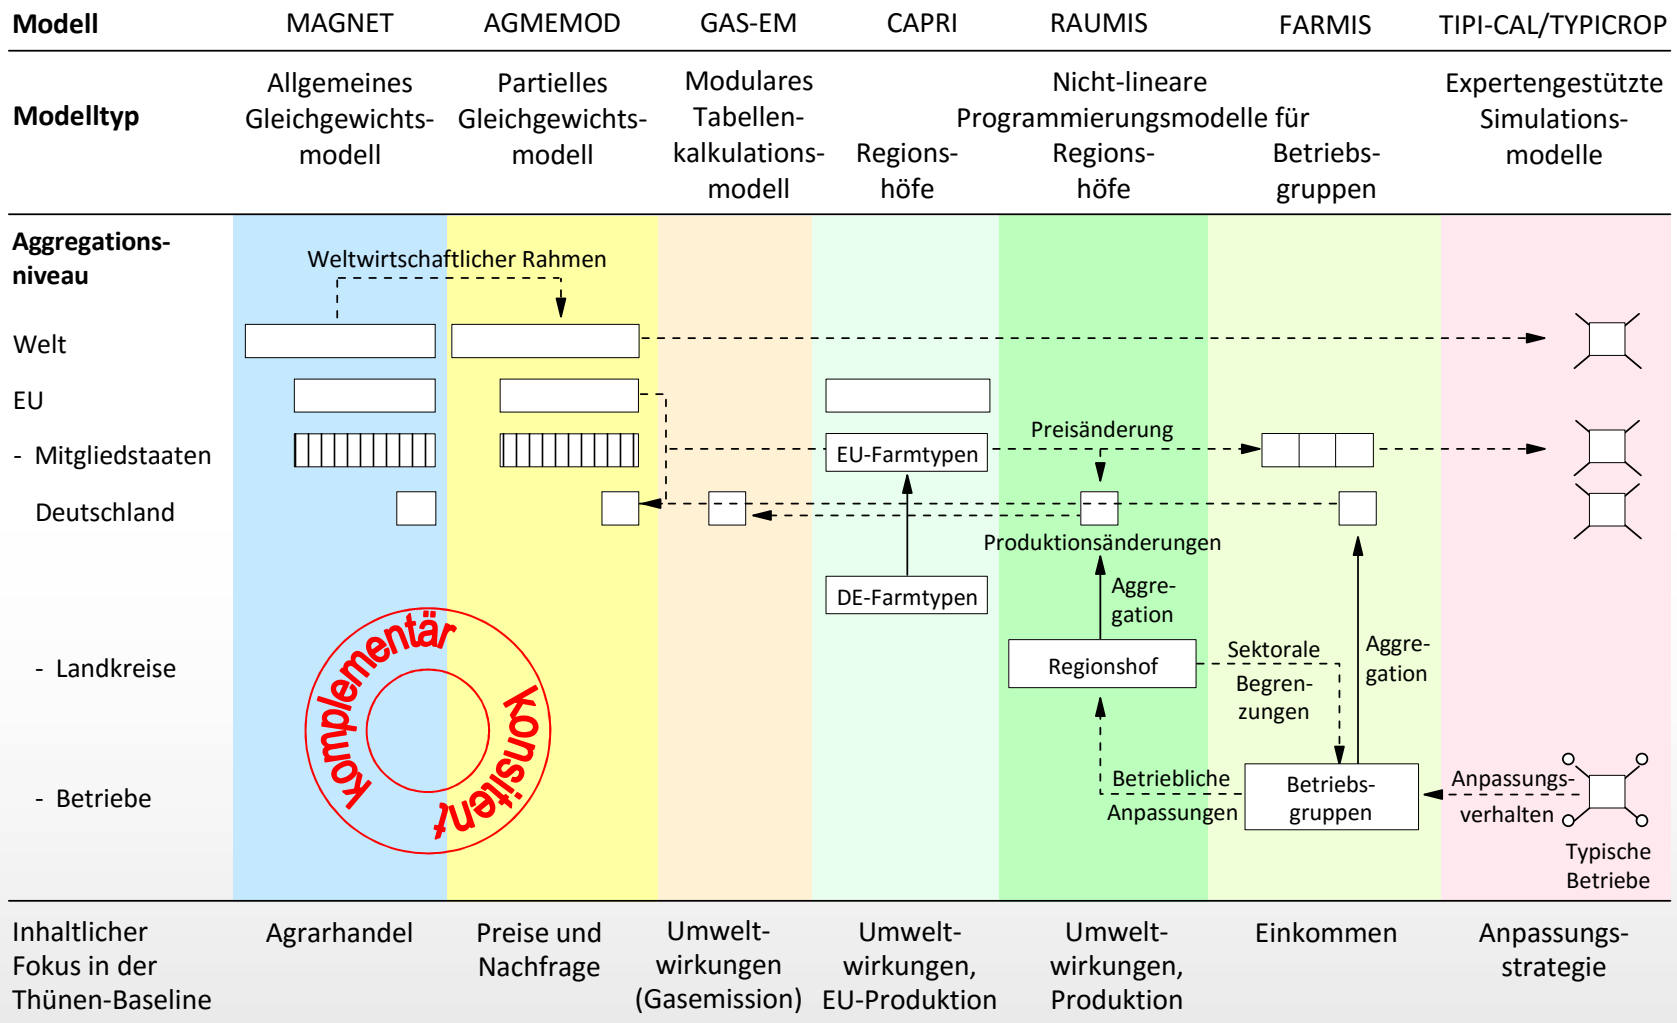 Modell MAGNET AGMEMOD GAS-EM CAPRI RAUMIS FARMIS TIPI-CAL/TYPICROP
Modelltyp
Allgemeines
Gleichgewichts-
modell
Partielles
Gleichgewichts-
modell
Modulares
Tabellen-
kalkulations-
modell
Nicht-lineare
Programmierungsmodelle für
Regions-
höfe
Regions-
höfe
Betriebs-
gruppen
Expertengestützte
Simulations-
modelle
Aggregations-
niveau
Weltwirtschaftlicher Rahmen
Welt
EU
- Mitgliedstaaten
EU-Farmtypen
Preisänderung
Deutschland
Produktionsänderungen
DE-Farmtypen
Aggre-
gation
- Landkreise
Regionshof
Sektorale
Begren-
zungen
Aggre-
gation
Komplementär
Konsitent
- Betriebe
Betriebliche
Anpassungen
Betriebs-
gruppen
Anpassungs-
verhalten
Typische
Betriebe
Inhaltlicher
Fokus in der
Thünen-Baseline
Agrarhandel
Preise und
Nachfrage
Umwelt-
wirkungen
(Gasemission)
Umwelt-
wirkungen,
EU-Produktion
Umwelt-
wirkungen,
Produktion
Einkommen
Anpassungs-
strategie